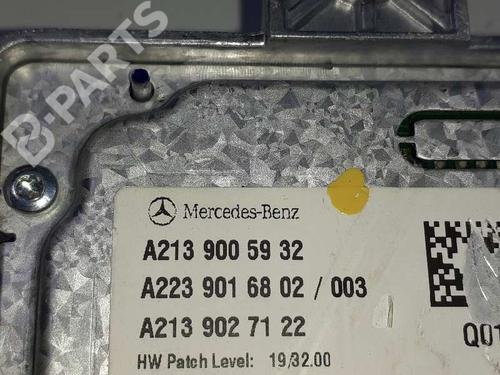 B-PARTS
Mercedes-Benz
A213 900 59 32
A223 901 68 02 / 003
A213 902 71 22
Q01
HW Patch Level: 19/32.00